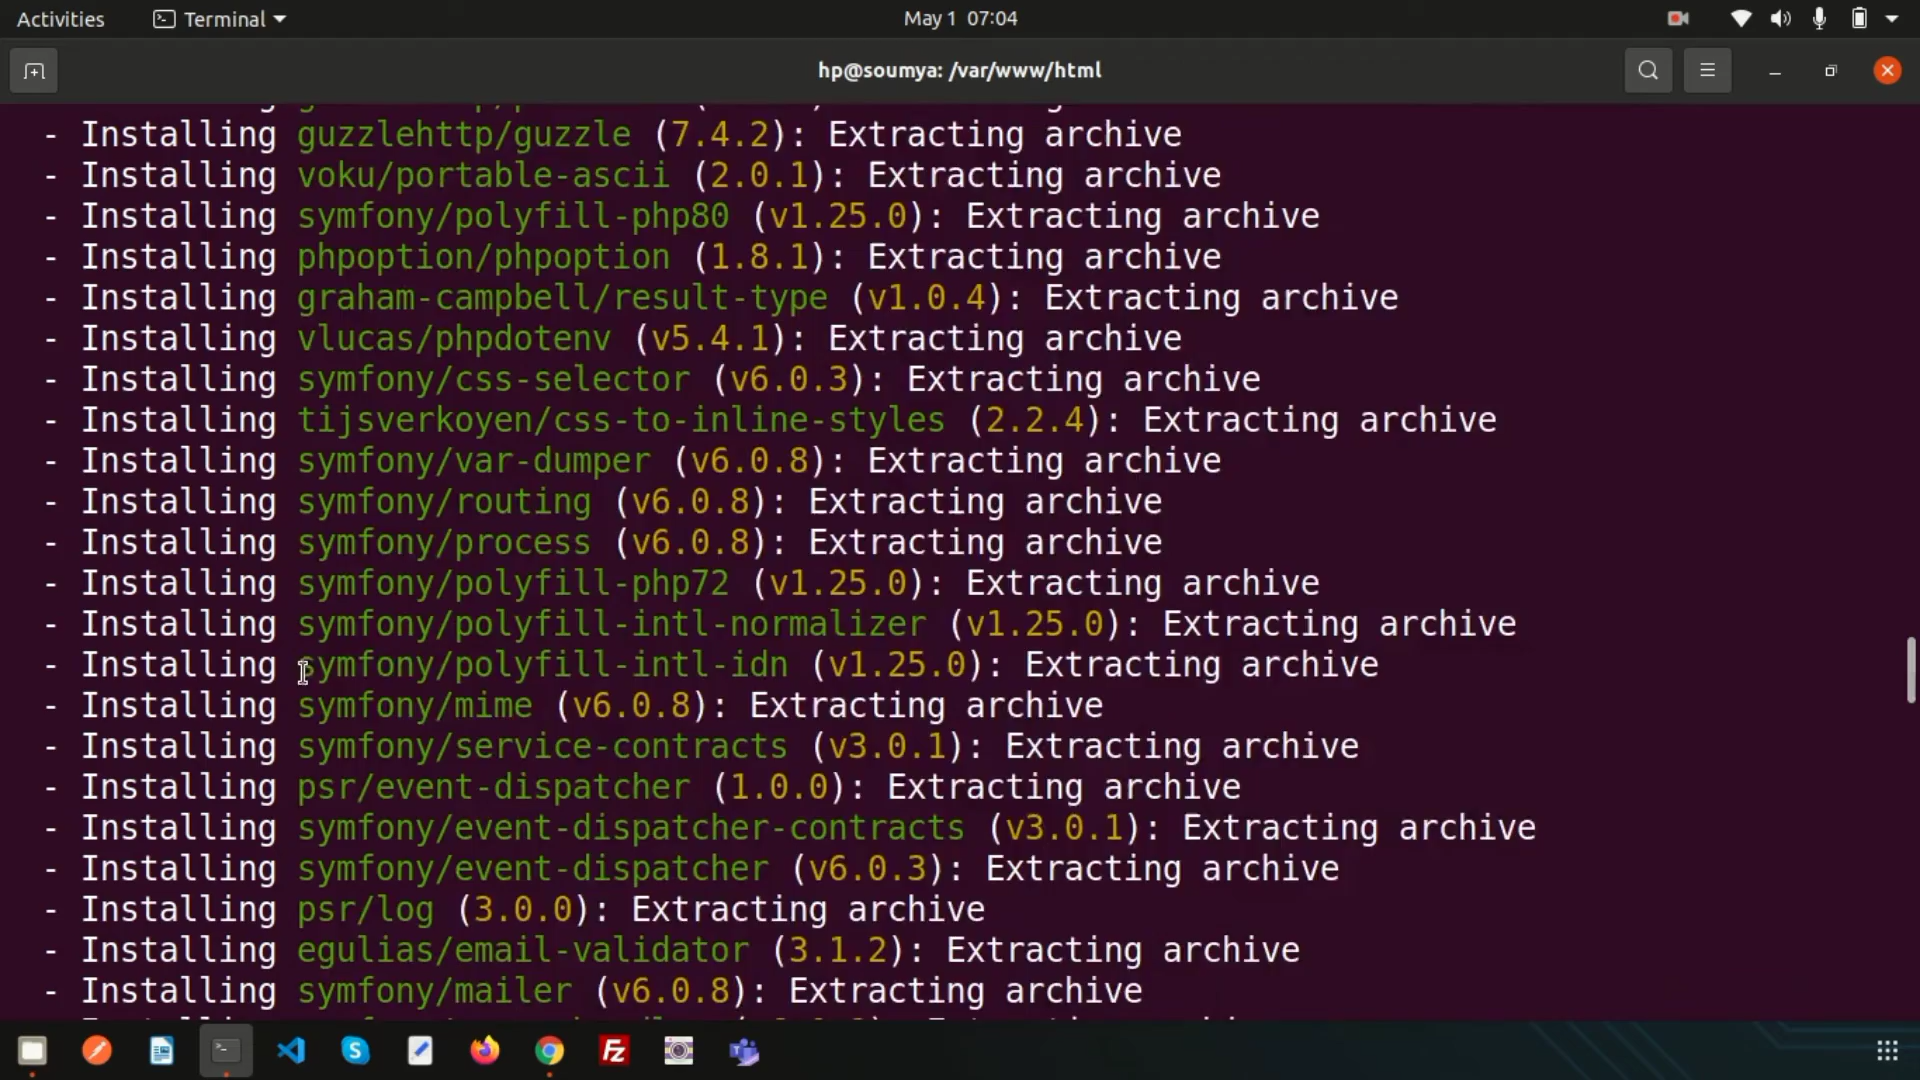 Activities Terminal May 1 07:04
hp@soumya: /var/www/html
- Installing guzzlehttp/guzzle (7.4.2): Extracting archive
- Installing voku/portable-ascii (2.0.1): Extracting archive
- Installing symfony/polyfill-php80 (v1.25.0): Extracting archive
- Installing phpoption/phpoption (1.8.1): Extracting archive
- Installing graham-campbell/result-type (v1.0.4): Extracting archive
- Installing vlucas/phpdotenv (v5.4.1): Extracting archive
- Installing symfony/css-selector (v6.0.3): Extracting archive
- Installing tijsverkoyen/css-to-inline-styles (2.2.4): Extracting archive
- Installing symfony/var-dumper (v6.0.8): Extracting archive
- Installing symfony/routing (v6.0.8): Extracting archive
- Installing symfony/process (v6.0.8): Extracting archive
- Installing symfony/polyfill-php72 (v1.25.0): Extracting archive
- Installing symfony/polyfill-intl-normalizer (v1.25.0): Extracting archive
- Installing symfony/polyfill-intl-idn (v1.25.0): Extracting archive
- Installing symfony/mime (v6.0.8): Extracting archive
- Installing symfony/service-contracts (v3.0.1): Extracting archive
- Installing psr/event-dispatcher (1.0.0): Extracting archive
- Installing symfony/event-dispatcher-contracts (v3.0.1): Extracting archive
- Installing symfony/event-dispatcher (v6.0.3): Extracting archive
- Installing psr/log (3.0.0): Extracting archive
- Installing egulias/email-validator (3.1.2): Extracting archive
- Installing symfony/mailer (v6.0.8): Extracting archive